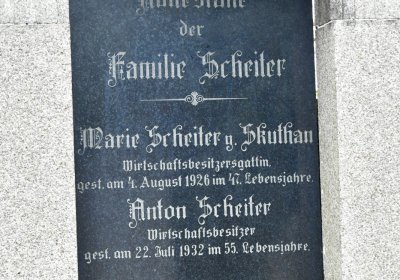 Ruhestätte
der
Familie Scheiter
Marie Scheiter g. Skuthan
Wirtschaftsbesitzersgattin,
gest. am 4. August 1926 im 47. Lebensjahre.
Anton Scheiter
Wirtschaftsbesitzer
gest. am 22. Juli 1932 im 55. Lebensjahre.